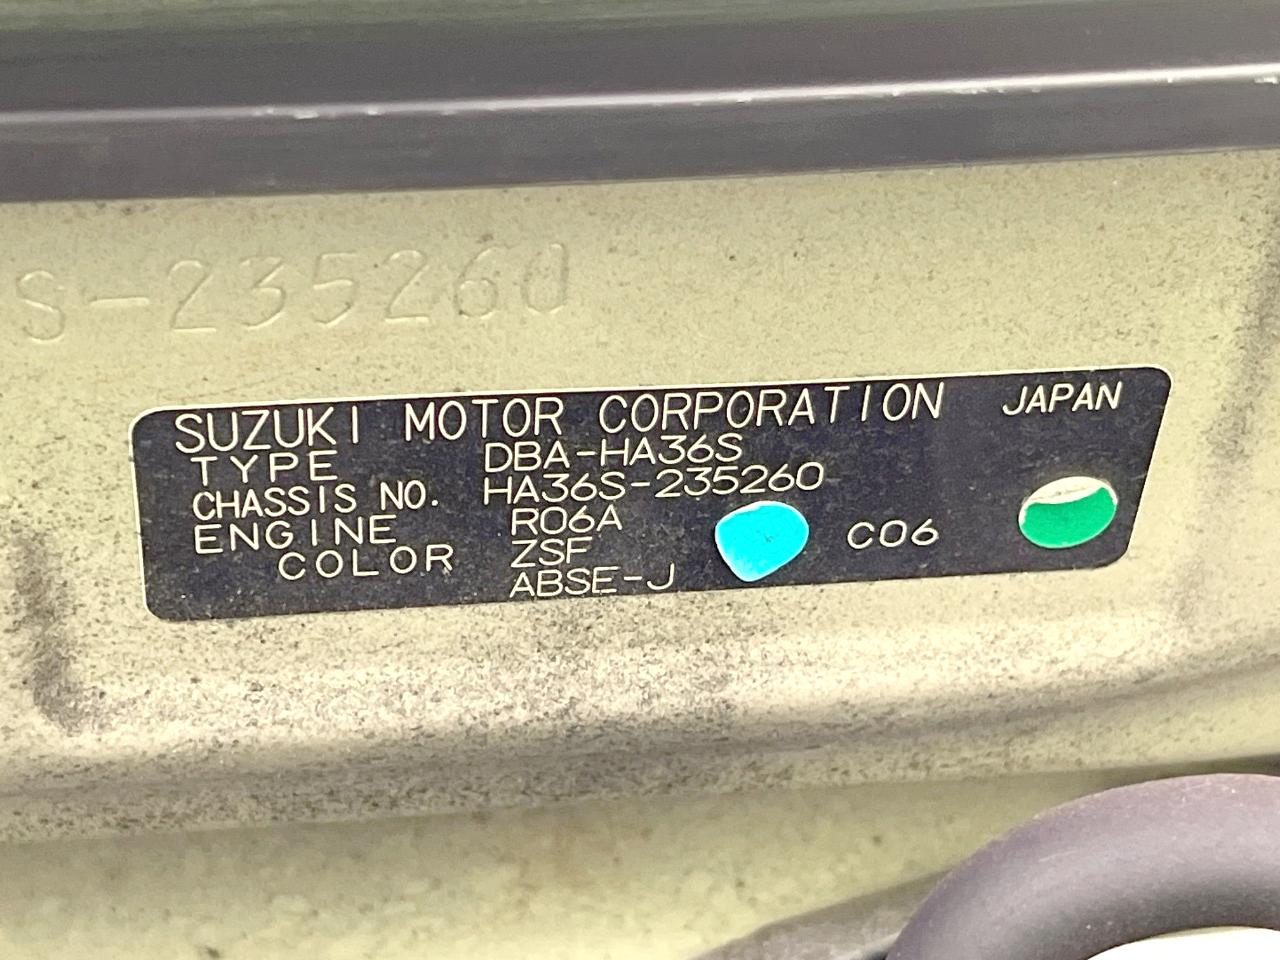 S-235260
SUZUKI MOTOR CORPORATION JAPAN
TYPE DBA-HA36S
CHASSIS NO. HA36S-235260
ENGINE R06A C06
COLOR ZSF
ABSE-J